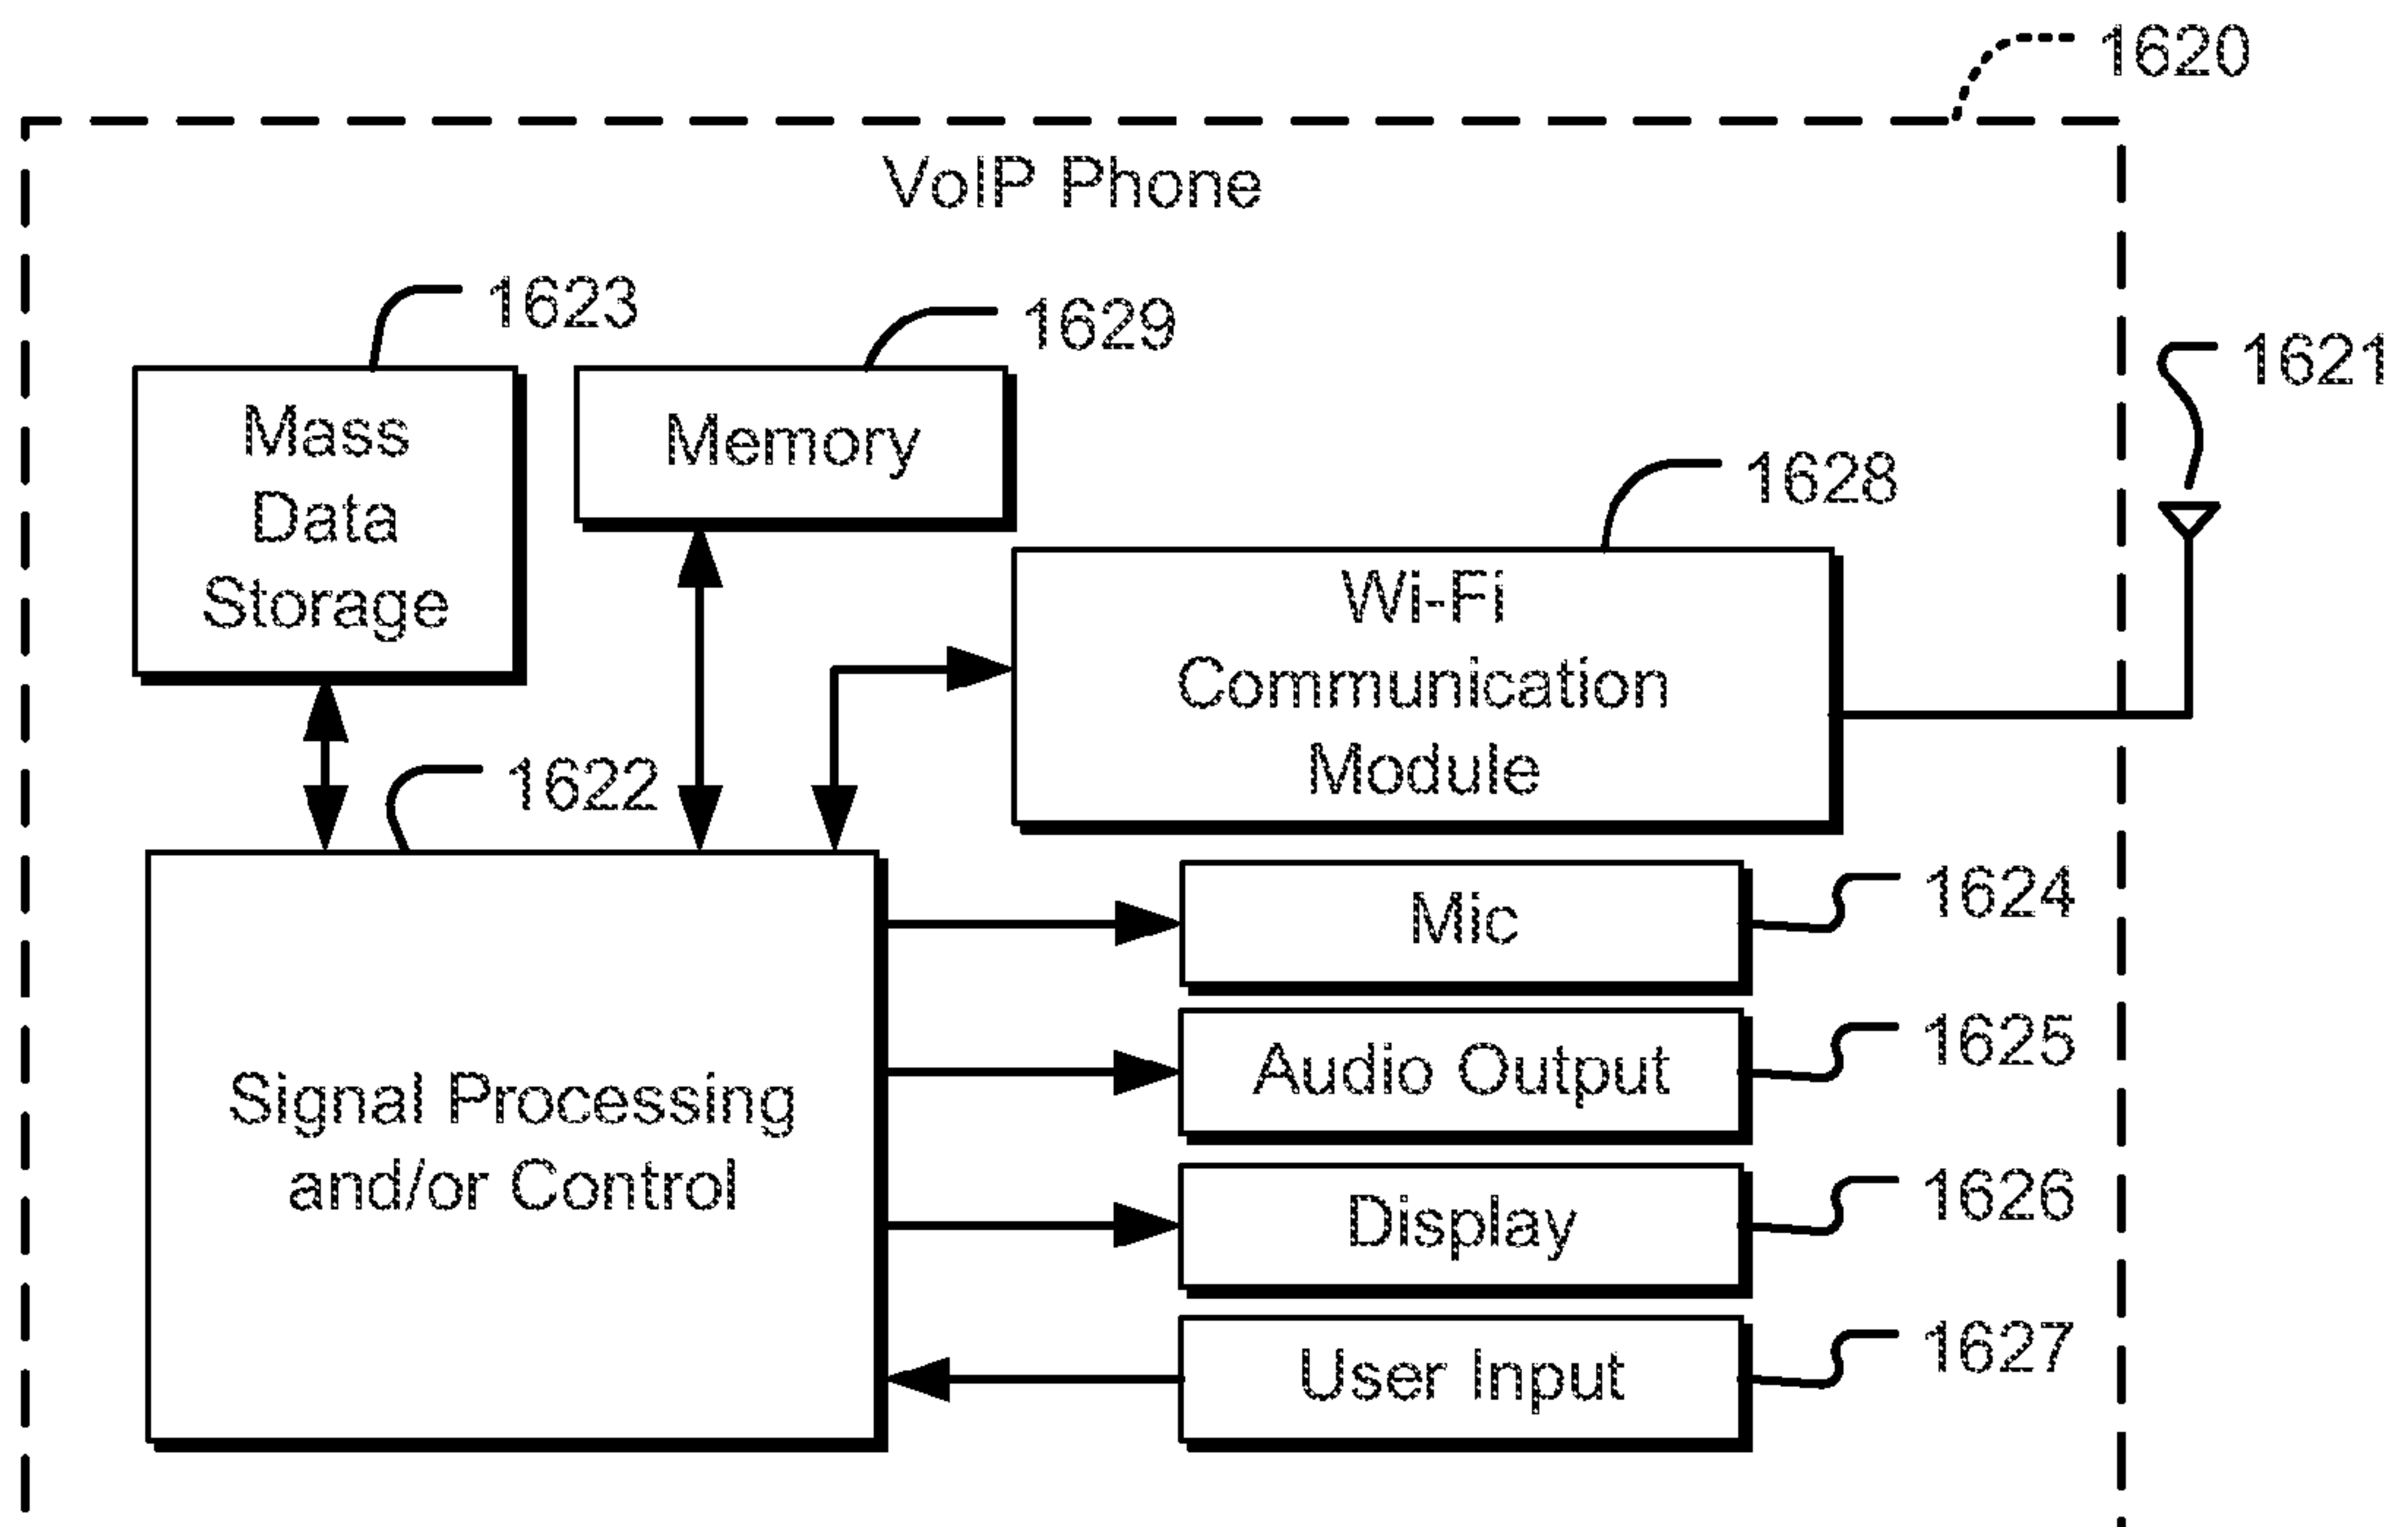 1620
VoIP Phone
1623
1629
1621
Mass
Data
Storage
Memory
1628
Wi-Fi
Communication
Module
1622
Mic
1624
Signal Processing
and/or Control
Audio Output
1625
Display
1626
User Input
1627